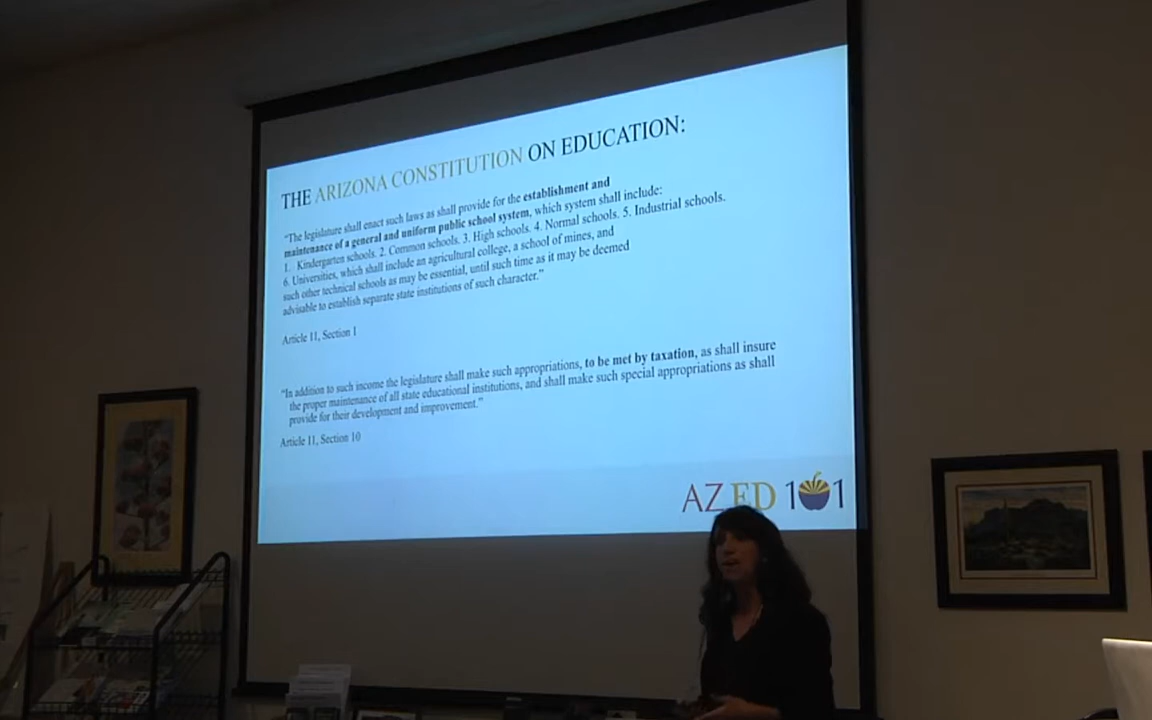 THE ARIZONA CONSTITUTION ON EDUCATION:
“The legislature shall enact such laws as shall provide for the establishment and
maintenance of a general and uniform public school system, which system shall include:
1. Kindergarten schools. 2. Common schools. 3. High schools. 4. Normal schools. 5. Industrial schools.
6. Universities, which shall include an agricultural college, a school of mines, and
such other technical schools as may be essential, until such time as it may be deemed
advisable to establish separate state institutions of such character.”
Article 11, Section 1
“In addition to such income the legislature shall make such appropriations, to be met by taxation, as shall insure
the proper maintenance of all state educational institutions, and shall make such special appropriations as shall
provide for their development and improvement.”
Article 11, Section 10
AZ ED 101